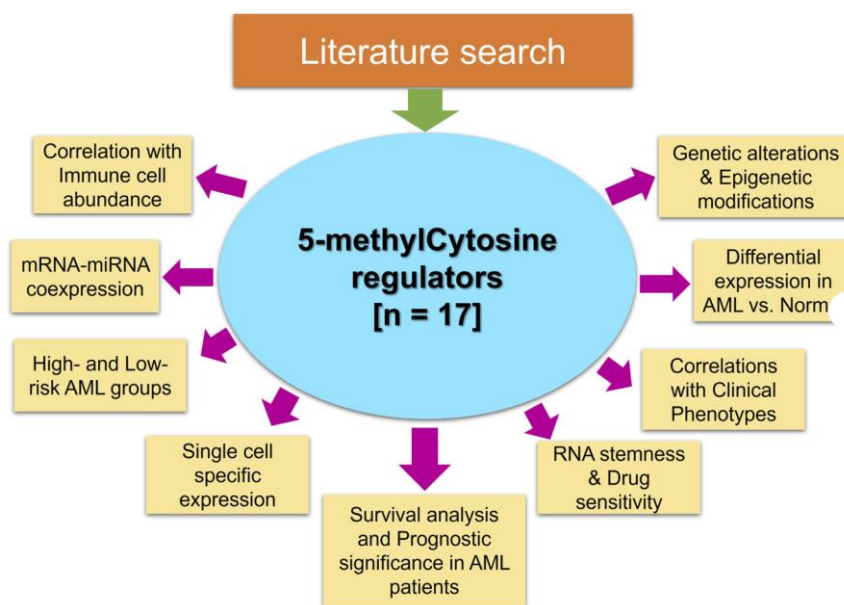 Literature search
Correlation with
Immune cell
abundance
Genetic alterations
& Epigenetic
modifications
5-methylCytosine
regulators
[n = 17]
mRNA-miRNA
coexpression
Differential
expression in
AML vs. Norm
High- and Low-
risk AML groups
Correlations
with Clinical
Phenotypes
Single cell
specific
expression
RNA stemness
& Drug
sensitivity
Survival analysis
and Prognostic
significance in AML
patients